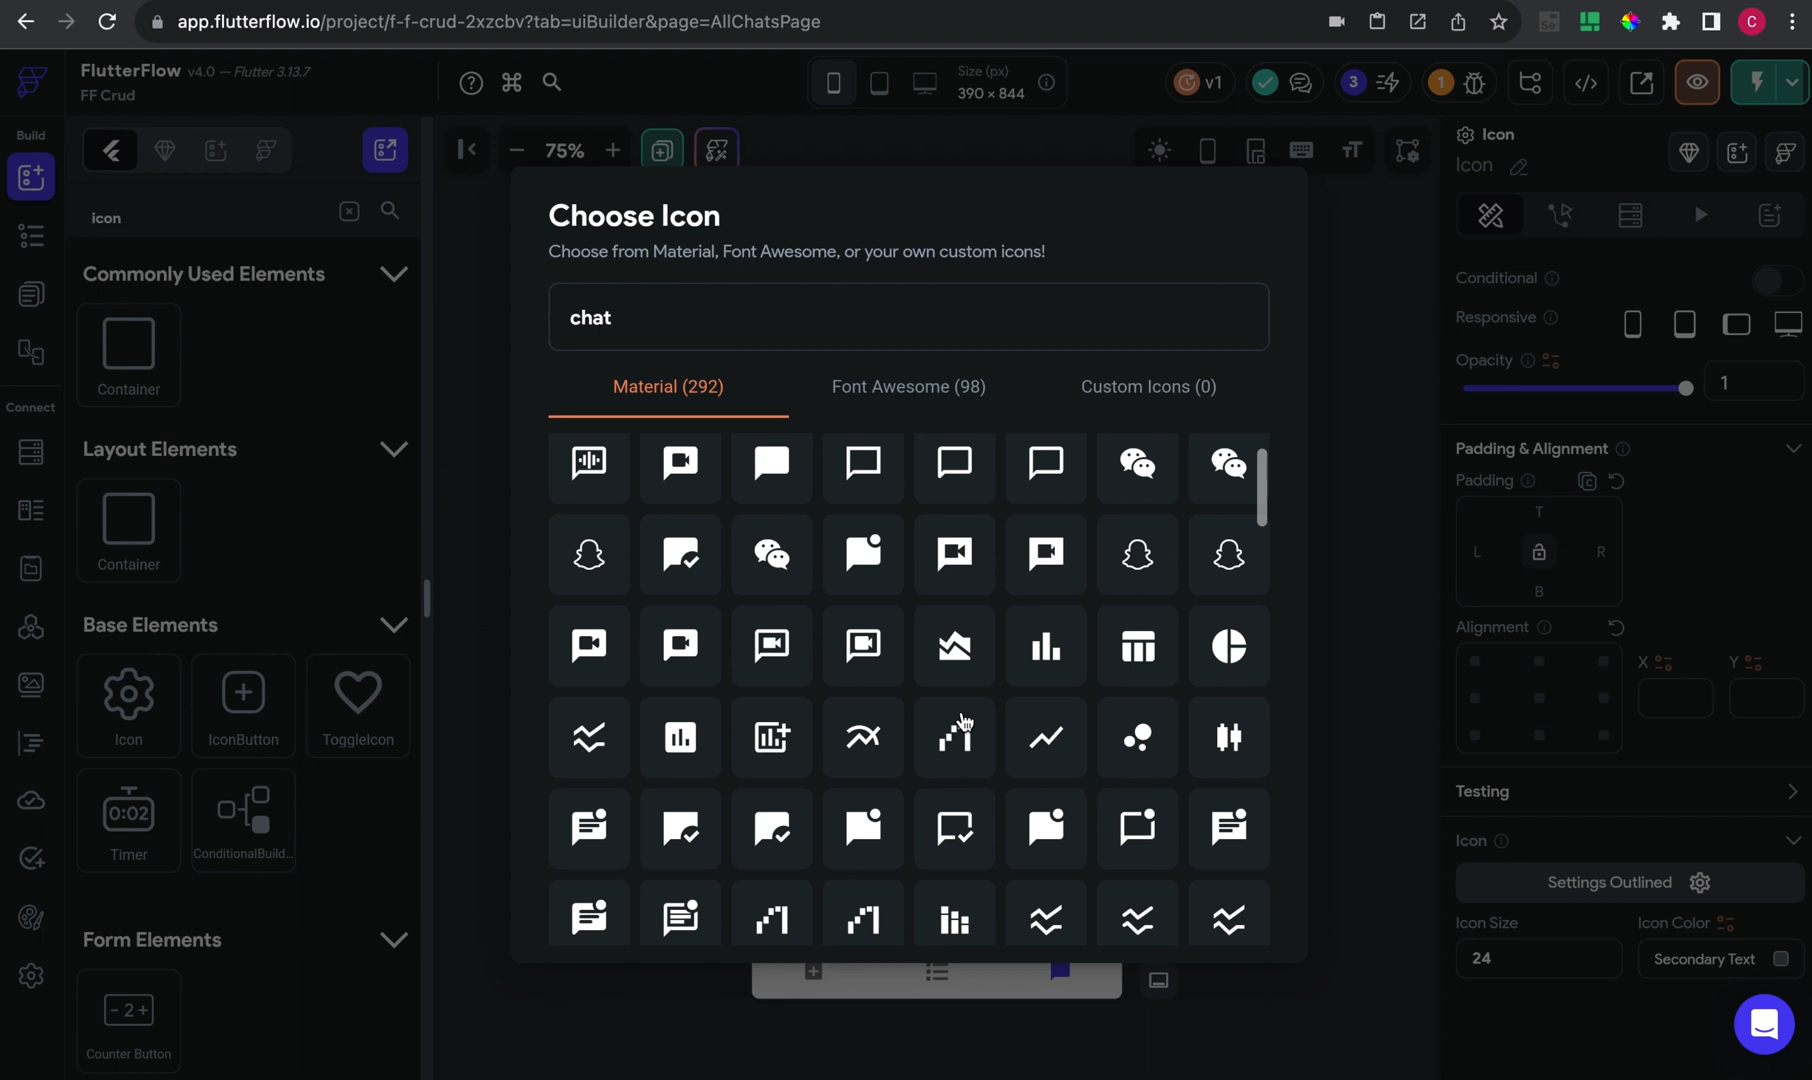 app.flutterflow.io/project/f-f-crud-2xzcbv?tab=uiBuilder&page=AllChatsPage
C
FlutterFlow v4.0 — Flutter 3.13.7
FF Crud
Size (px)
390 × 844
v1
3
1
Build
75%
Icon
Icon
icon
Choose Icon
Choose from Material, Font Awesome, or your own custom icons!
chat
Material (292)
Font Awesome (98)
Custom Icons (0)
Commonly Used Elements
Container
Connect
Layout Elements
Container
Base Elements
Icon
IconButton
ToggleIcon
0:02
Timer
ConditionalBuild...
Form Elements
- 2 +
Counter Button
Conditional
Responsive
Opacity
1
Padding & Alignment
Padding
T
L
R
B
Alignment
X
Y
Testing
Icon
Settings Outlined
Icon Size
Icon Color
24
Secondary Text